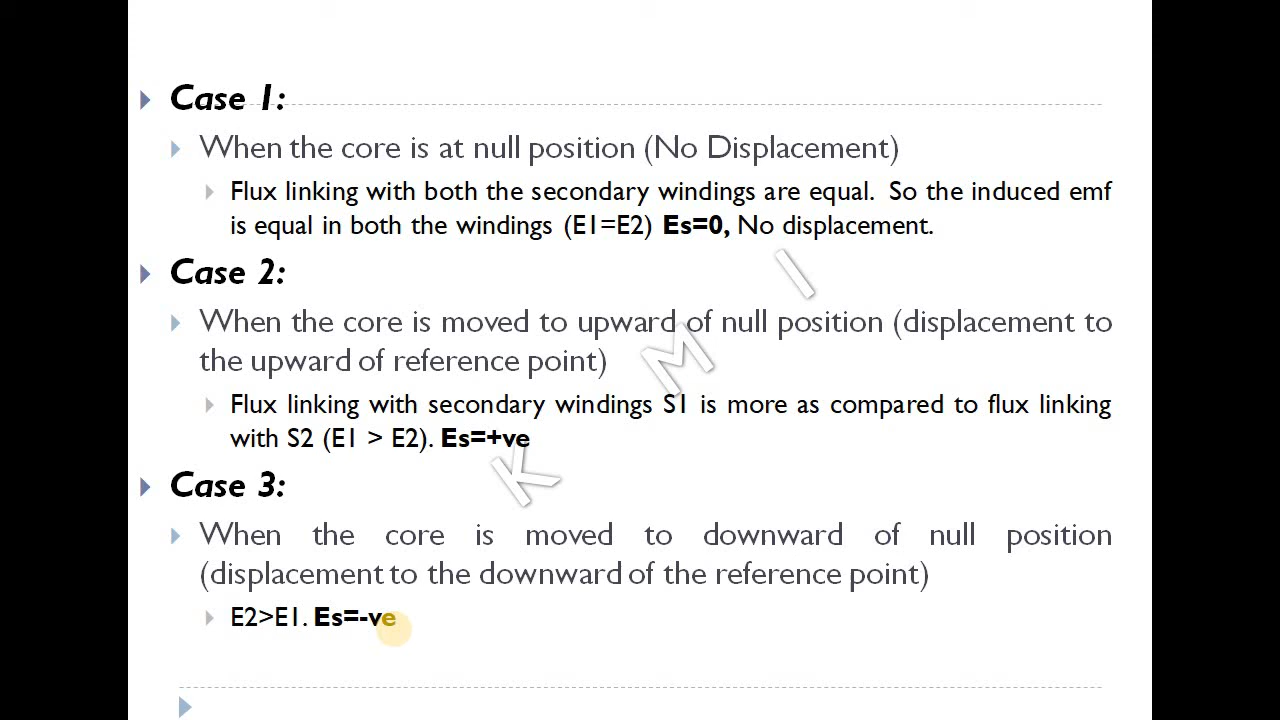 Case 1:
When the core is at null position (No Displacement)
Flux linking with both the secondary windings are equal. So the induced emf
is equal in both the windings (E1=E2) Es=0, No displacement.
Case 2:
When the core is moved to upward of null position (displacement to
the upward of reference point)
Flux linking with secondary windings S1 is more as compared to flux linking
with S2 (E1 > E2). Es=+ve
Case 3:
When the core is moved to downward of null position
(displacement to the downward of the reference point)
E2>E1. Es=-ve
K M I